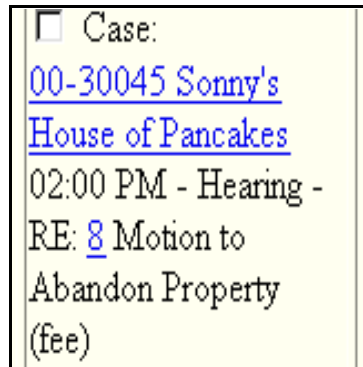 Case:
00-30045 Sonny's
House of Pancakes
02:00 PM - Hearing -
RE: 8 Motion to
Abandon Property
(fee)